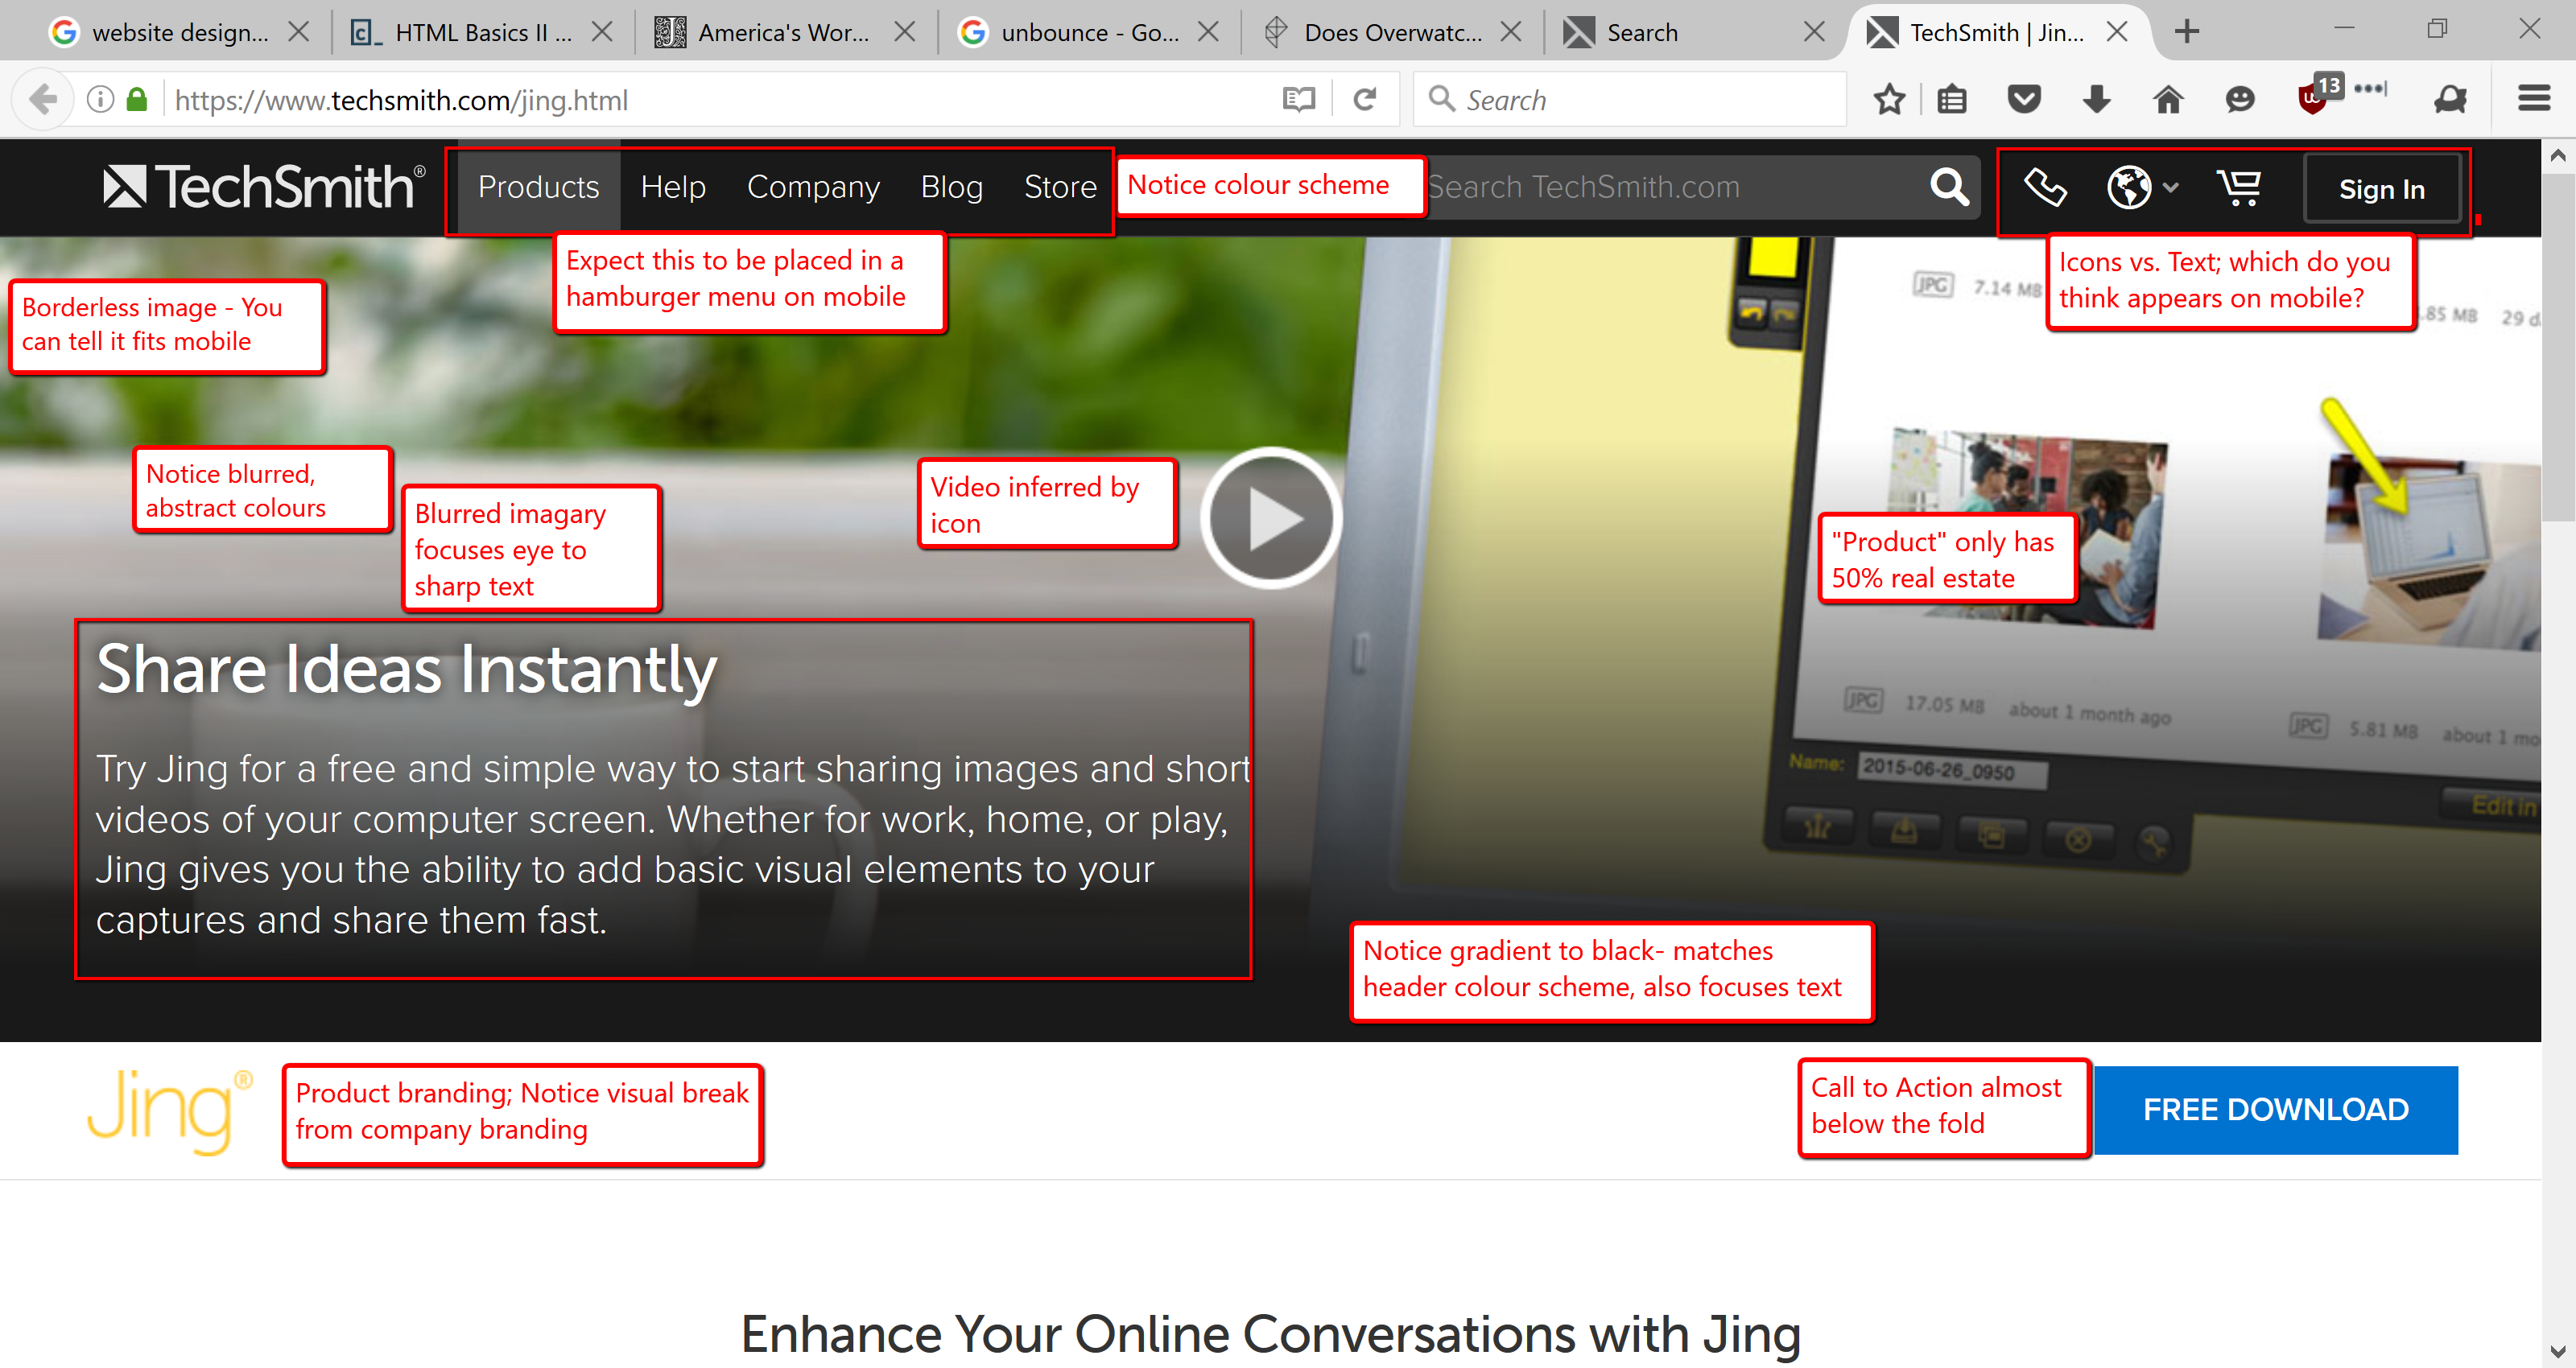 website design...
HTML Basics II ...
America's Wor...
unbounce - Go...
Does Overwatc...
Search
TechSmith | Jin...
https://www.techsmith.com/jing.html
Search
13
TechSmith®
Products Help Company Blog Store
Notice colour scheme
Search TechSmith.com
Sign In
Expect this to be placed in a
hamburger menu on mobile
Icons vs. Text; which do you
think appears on mobile?
Borderless image - You
can tell it fits mobile
JPG 7.14 MB
.85 MB 29 d
Notice blurred,
abstract colours
Blurred imagary
focuses eye to
sharp text
Video inferred by
icon
"Product" only has
50% real estate
Share Ideas Instantly
Try Jing for a free and simple way to start sharing images and short
videos of your computer screen. Whether for work, home, or play,
Jing gives you the ability to add basic visual elements to your
captures and share them fast.
JPG 17.05 MB about 1 month ago
JPG 5.81 MB about 1 mo
Name: 2015-06-26_0950
Edit in
Notice gradient to black- matches
header colour scheme, also focuses text
Jing®
Product branding; Notice visual break
from company branding
Call to Action almost
below the fold
FREE DOWNLOAD
Enhance Your Online Conversations with Jing